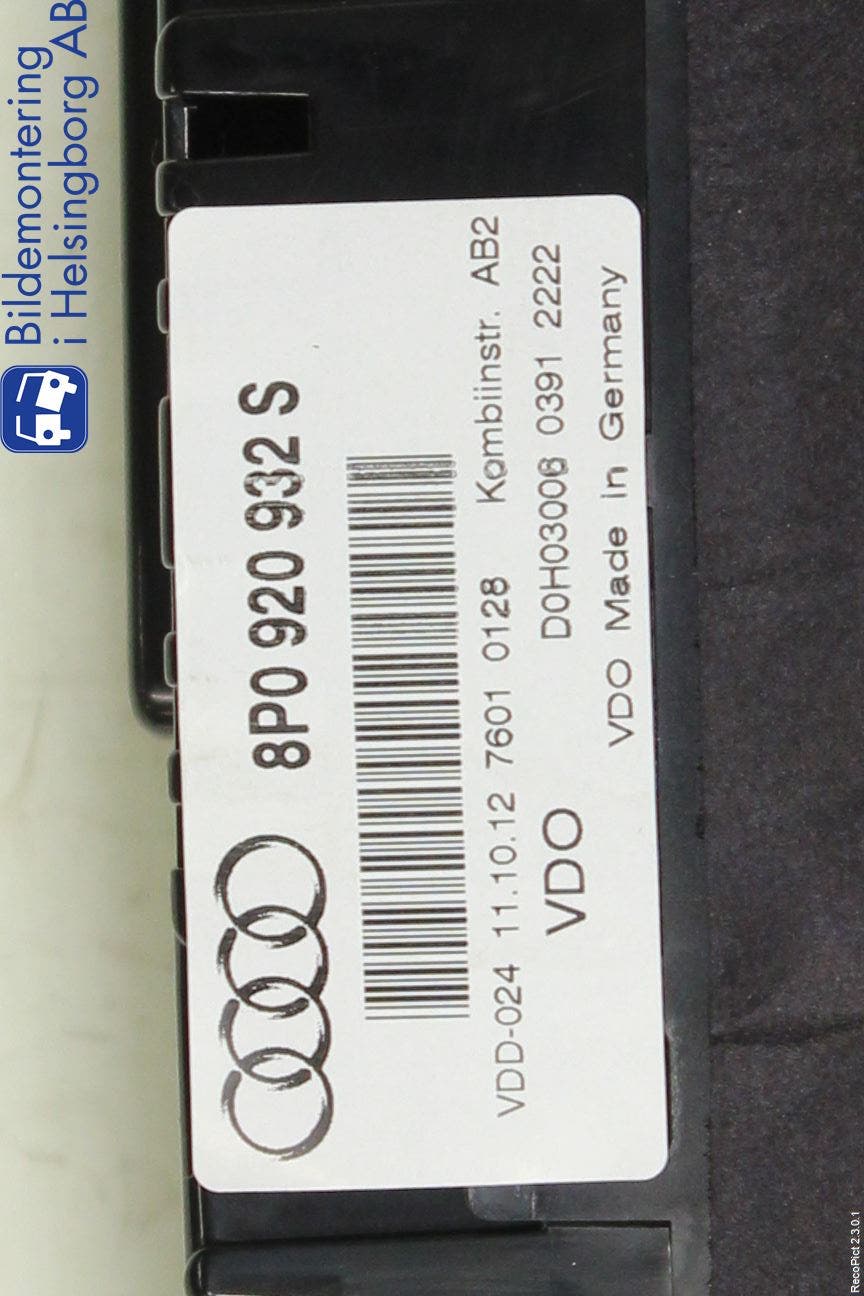 Bildemontering
i Helsingborg AB
8P0 920 932 S
VDD-024 11.10.12 7601 0128 Kombiinstr. AB2
VDO D0H03006 0391 2222
VDO Made in Germany
RecoPict 2.3.0.1